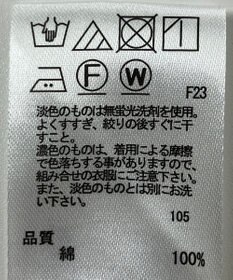 F W
F23
淡色のものは無蛍光洗剤を使用。
よくすすぎ、絞りの後すぐに干
すこと。
濃色のものは、着用による摩擦
で色落ちする事がありますので、
組み合せの衣服にご注意下さい。
また、淡色のものとは別にお洗
い下さい。
105
品質
綿 100%